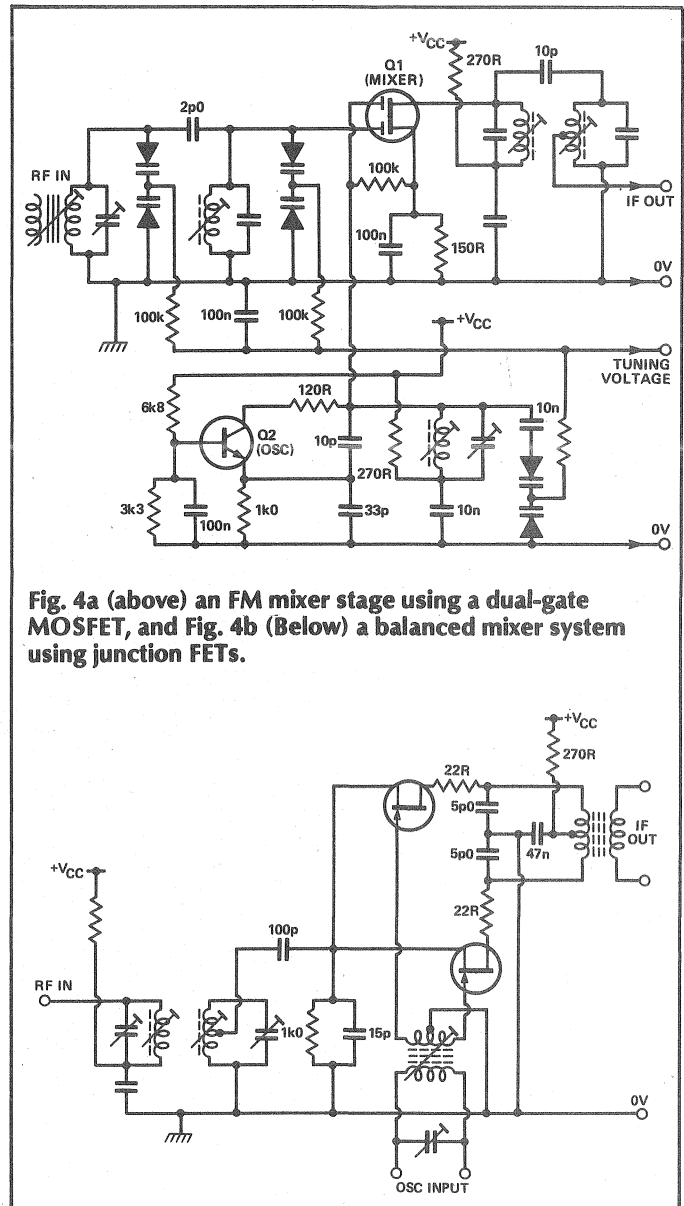 +VCC
270R
10p
Q1
(MIXER)
2p0
RF IN
100k
IF OUT
100n
150R
0V
100k
100n
100k
+VCC
TUNING
VOLTAGE
6k8
120R
10n
Q2
(OSC)
10p
270R
3k3
100n
1k0
33p
10n
0V
Fig. 4a (above) an FM mixer stage using a dual-gate
MOSFET, and Fig. 4b (Below) a balanced mixer system
using junction FETs.
+VCC
270R
22R
5p0
IF
OUT
5p0
47n
+VCC
22R
100p
RF IN
1k0
15p
0V
OSC INPUT